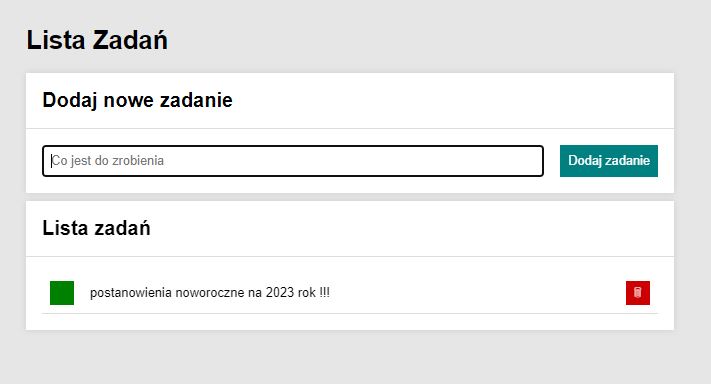 Lista Zadań
Dodaj nowe zadanie
Co jest do zrobienia
Dodaj zadanie
Lista zadań
postanowienia noworoczne na 2023 rok !!!